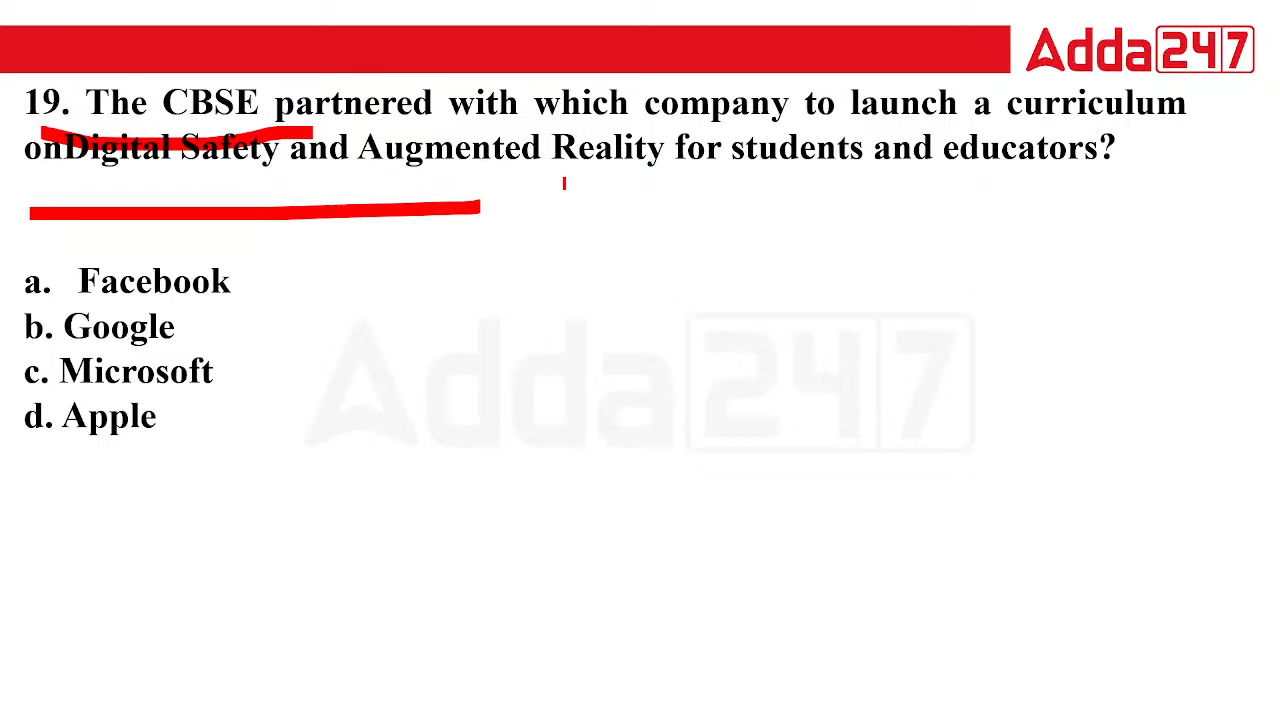 Adda247
19. The CBSE partnered with which company to launch a curriculum
onDigital Safety and Augmented Reality for students and educators?
a. Facebook
b. Google
c. Microsoft
d. Apple
Adda247